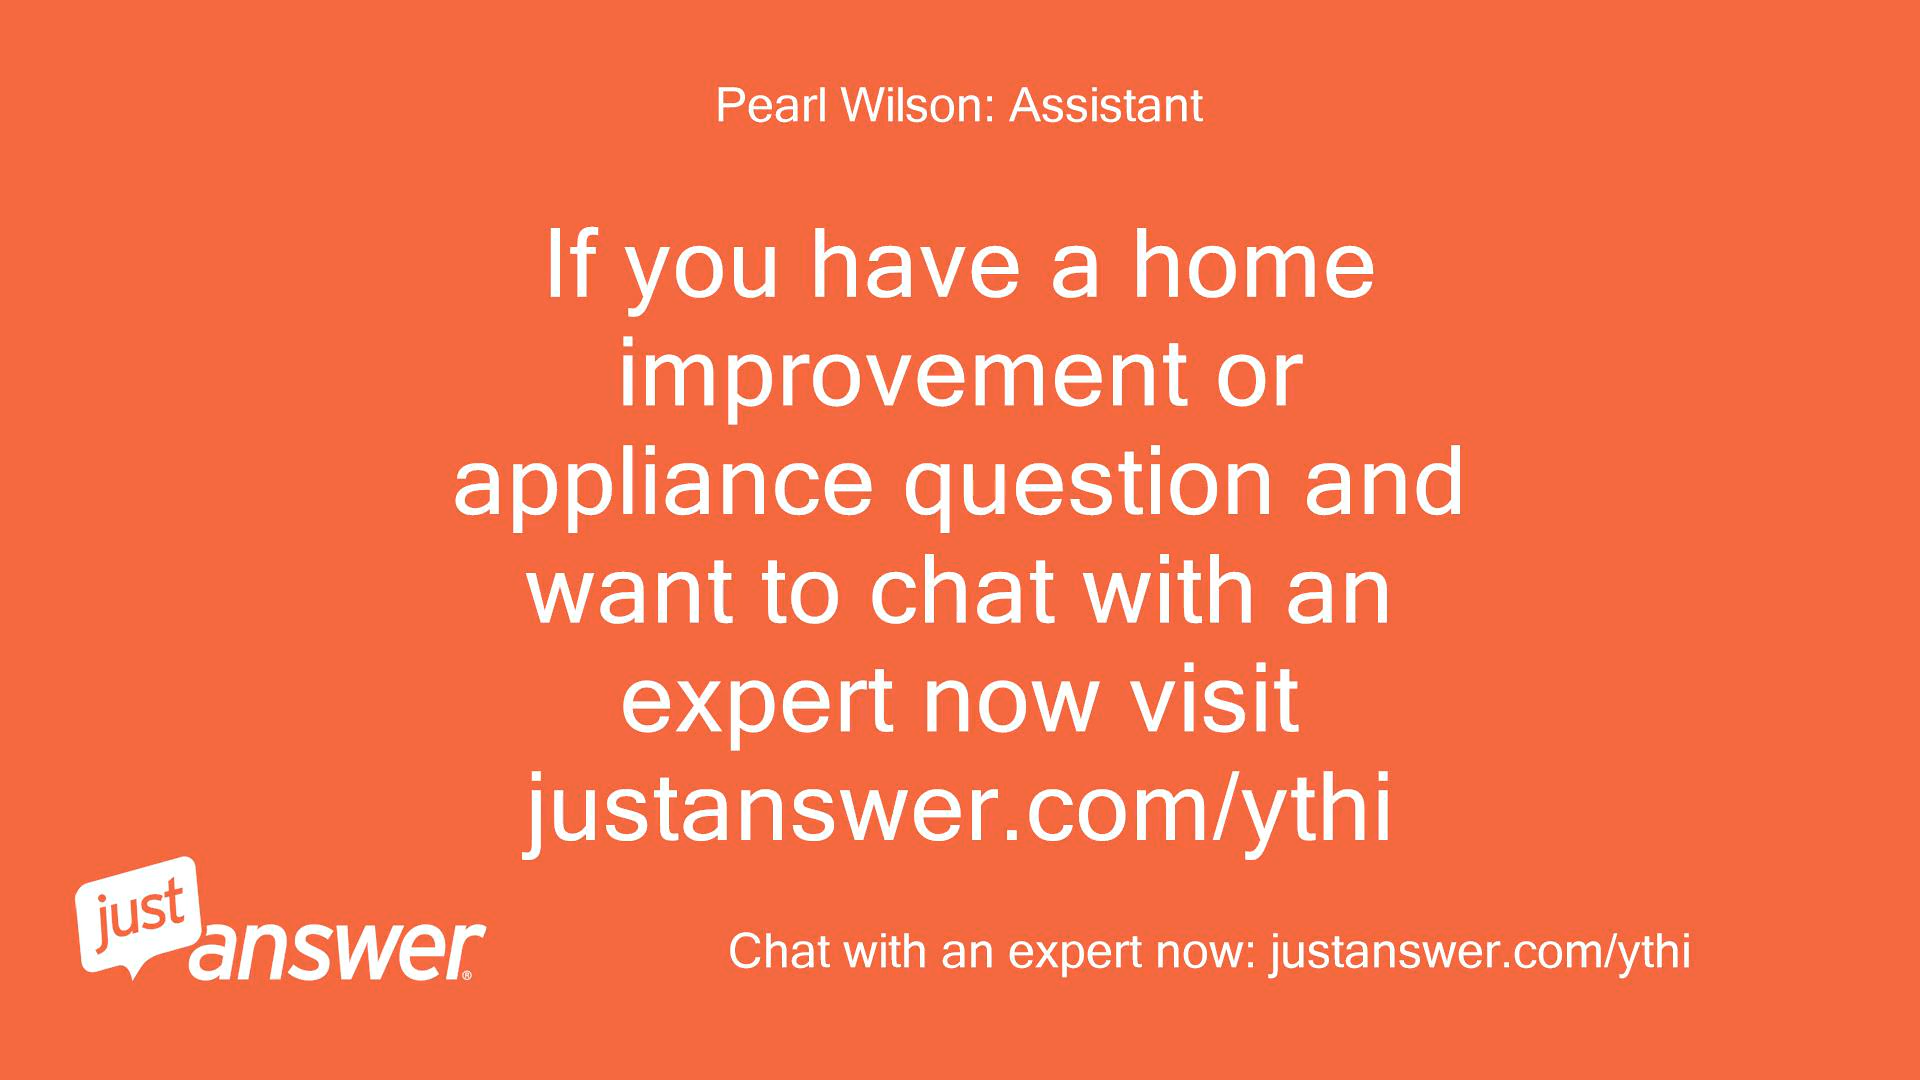 Pearl Wilson: Assistant
If you have a home
improvement or
appliance question and
want to chat with an
expert now visit
justanswer.com/ythi
just
answer®
Chat with an expert now: justanswer.com/ythi